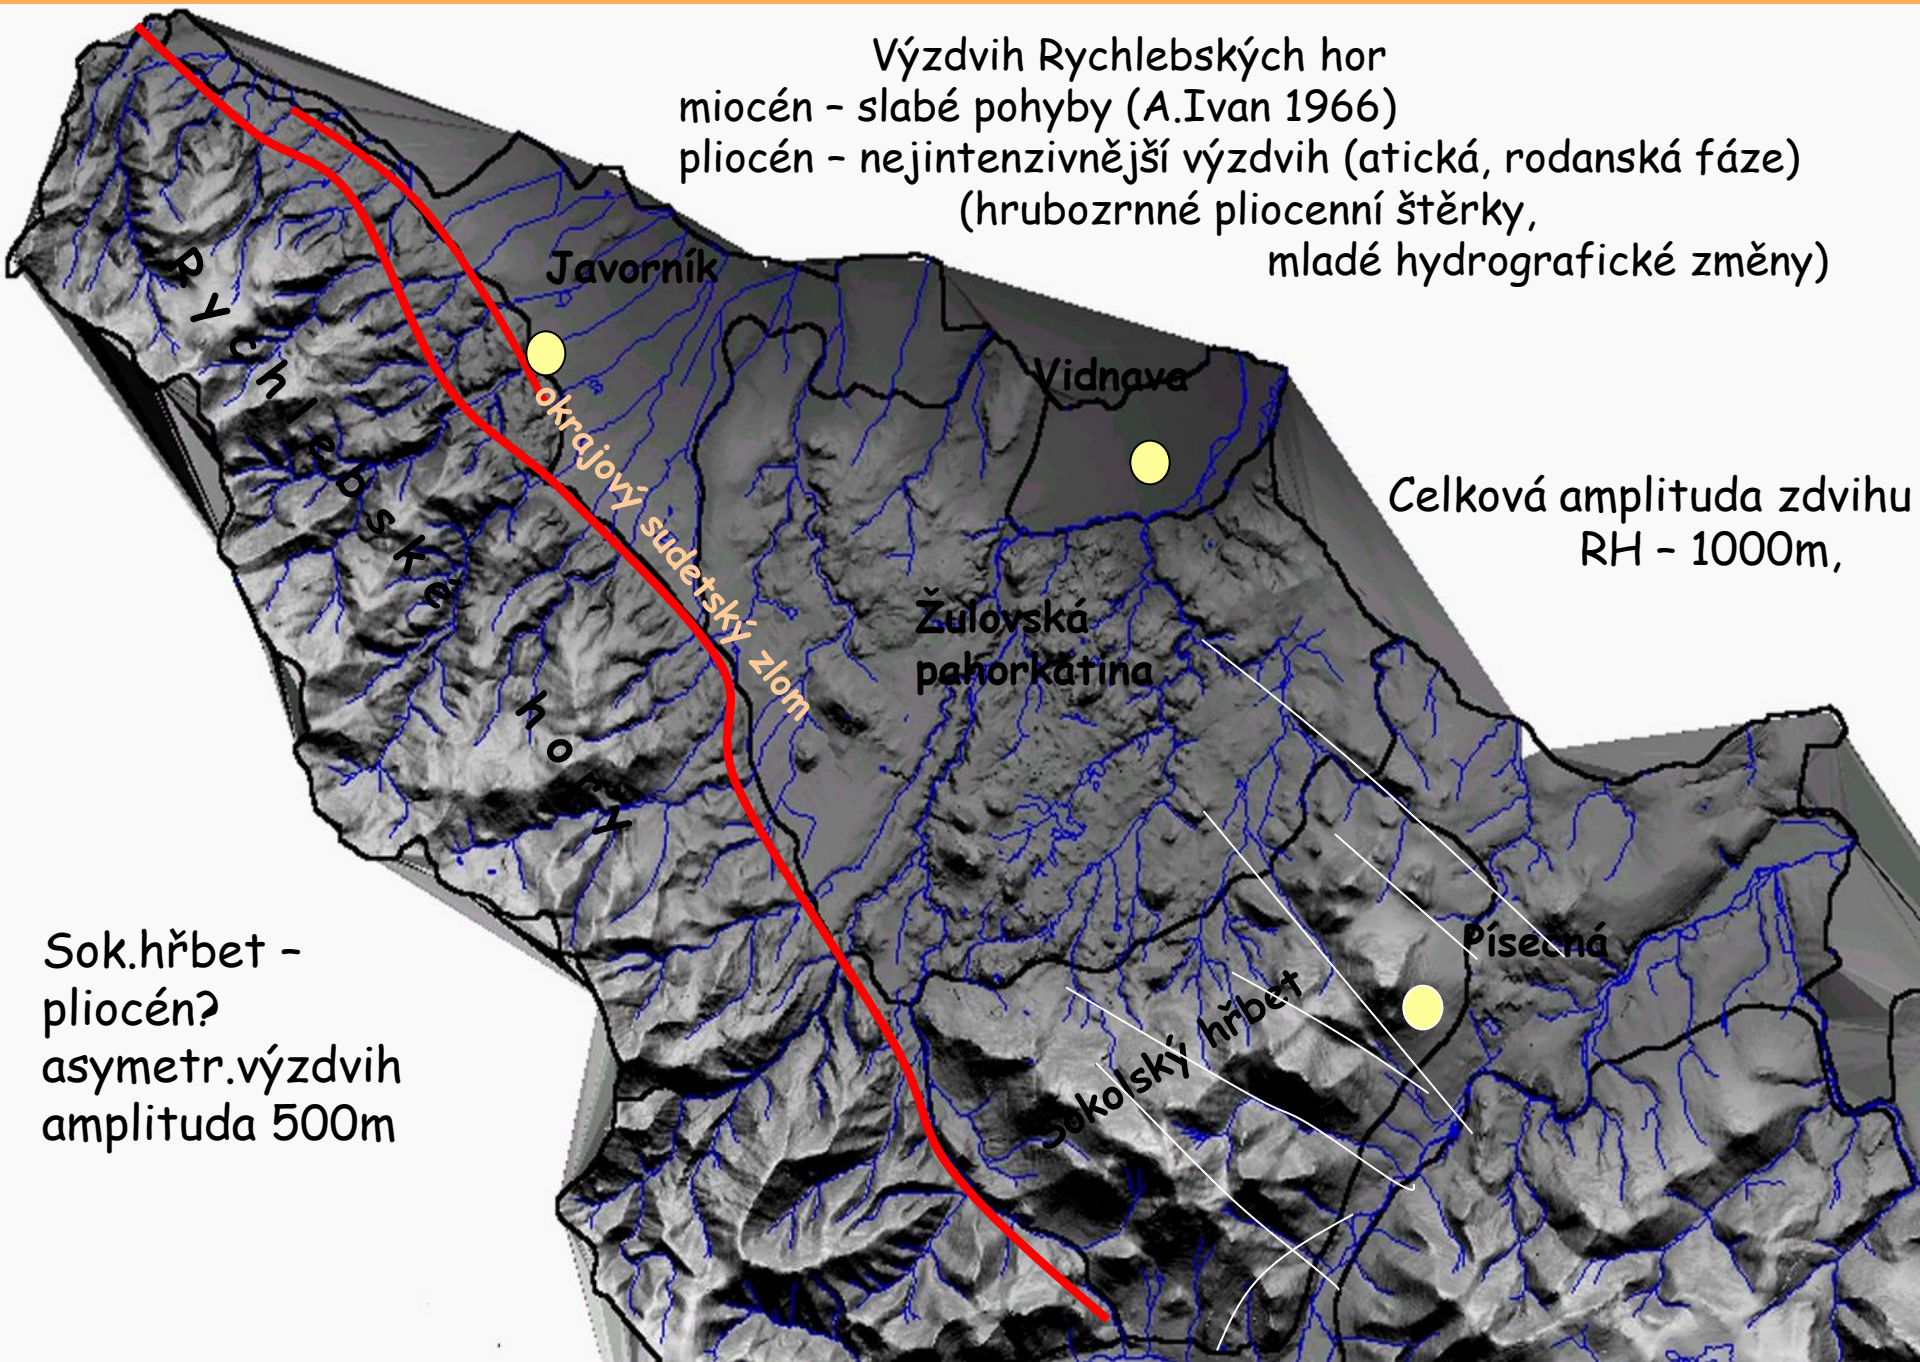 Výzdvih Rychlebských hor
miocén – slabé pohyby (A.Ivan 1966)
pliocén – nejintenzivnější výzdvih (atická, rodanská fáze)
(hrubozrnné pliocenní štěrky,
mladé hydrografické změny)
Javorník
Rychlebské
hory
Vidnava
okrajový sudetský zlom
Celková amplituda zdvihu
RH – 1000m,
Žulovská
pahorkatina
Sok.hřbet –
pliocén?
asymetr.výzdvih
amplituda 500m
Písečná
Sokolský hřbet